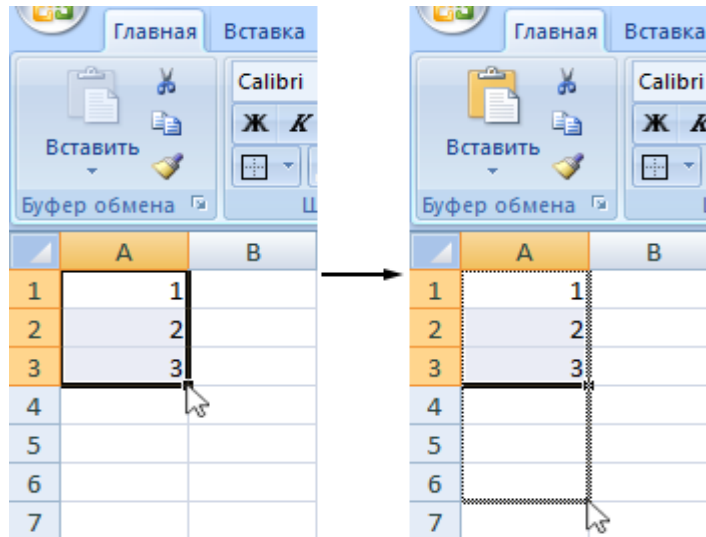 Главная Вставка
Calibri
Ж К
Вставить
Буфер обмена
A B
1 1
2 2
3 3
4
5
6
7
Главная Вставка
Calibri
Ж
Вставить
Буфер обмена
A B
1 1
2 2
3 3
4
5
6
7